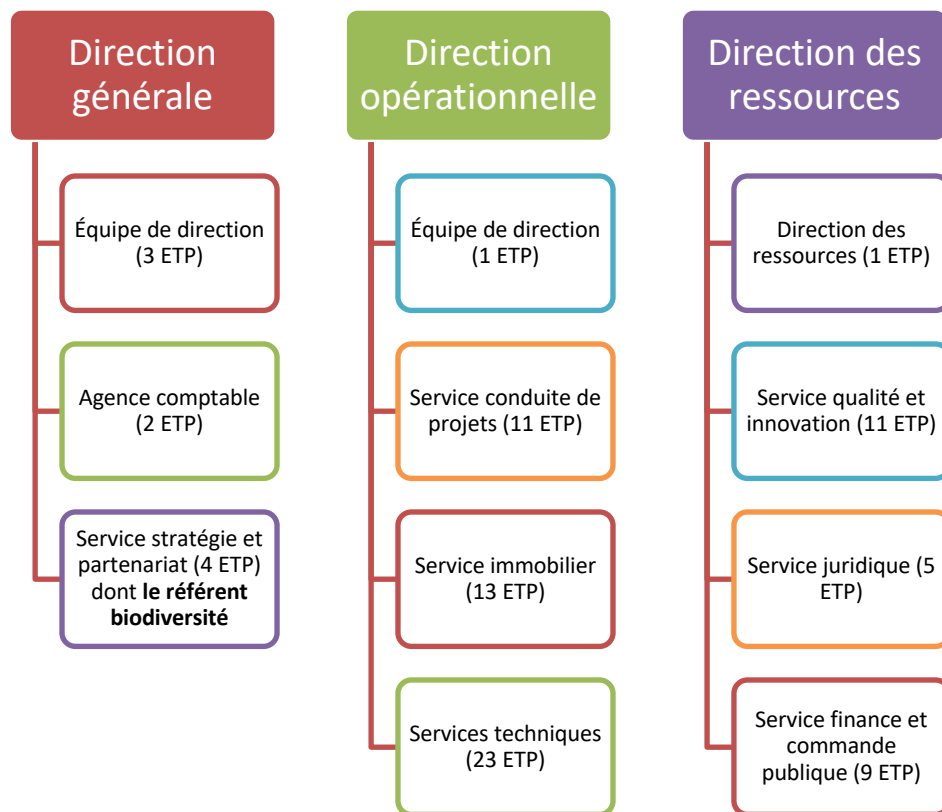 Direction
générale
Équipe de direction
(3 ETP)
Agence comptable
(2 ETP)
Service stratégie et
partenariat (4 ETP)
dont le référent
biodiversité
Direction
opérationnelle
Équipe de direction
(1 ETP)
Service conduite de
projets (11 ETP)
Service immobilier
(13 ETP)
Services techniques
(23 ETP)
Direction des
ressources
Direction des
ressources (1 ETP)
Service qualité et
innovation (11 ETP)
Service juridique (5
ETP)
Service finance et
commande
publique (9 ETP)